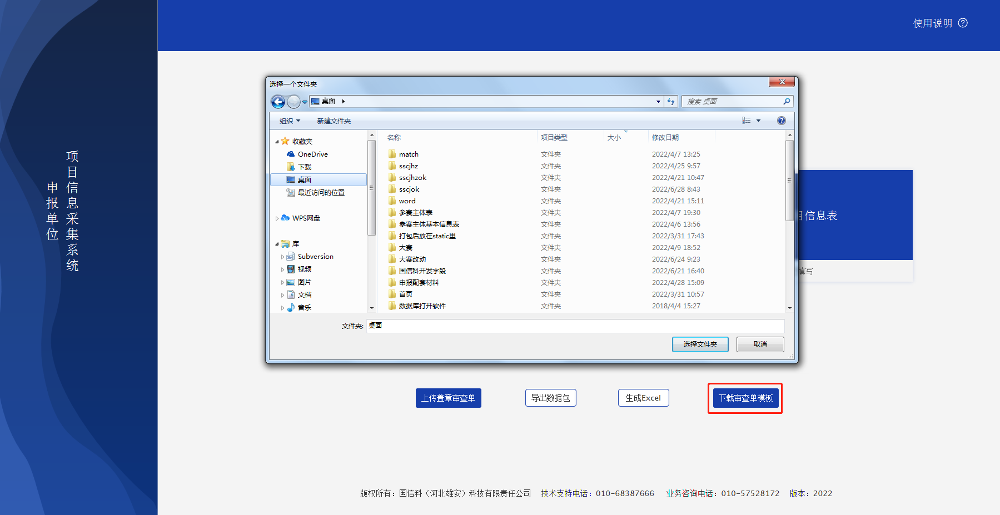 使用说明
项目信息采集系统
申报单位
选择一个文件夹
桌面
搜索 桌面
组织
新建文件夹
收藏夹
OneDrive
下载
桌面
最近访问的位置
WPS网盘
库
Subversion
视频
图片
文档
音乐
名称 项目类型 大小 修改日期
match 文件夹 2022/4/7 13:25
sscjhz 文件夹 2022/4/25 9:57
sscjhzok 文件夹 2022/4/21 10:47
sscjok 文件夹 2022/6/28 8:43
word 文件夹 2022/4/21 15:11
参赛主体表 文件夹 2022/4/7 19:30
参赛主体基本信息表 文件夹 2022/4/6 13:56
打包后放在static里 文件夹 2022/3/31 17:43
大赛 文件夹 2022/4/9 18:52
大赛改动 文件夹 2022/6/24 9:23
国信科开发字段 文件夹 2022/6/21 16:40
申报配套材料 文件夹 2022/4/28 15:09
首页 文件夹 2022/3/31 10:57
数据库打开软件 文件夹 2018/4/4 15:27
文件夹: 桌面
选择文件夹 取消
信息表
填写
上传盖章审查单 导出数据包 生成Excel 下载审查单模板
版权所有：国信科（河北雄安）科技有限责任公司 技术支持电话：010-68387666 业务咨询电话：010-57528172 版本：2022